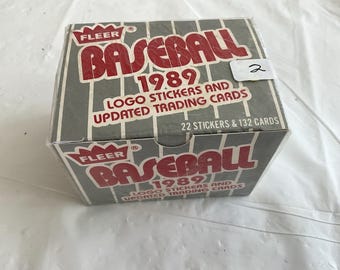 FLEER®
BASEBALL
1989
LOGO STICKERS AND
UPDATED TRADING CARDS
22 STICKERS & 132 CARDS
2
FLEER®
BASEBALL
1989
LOGO STICKERS AND
UPDATED TRADING CARDS